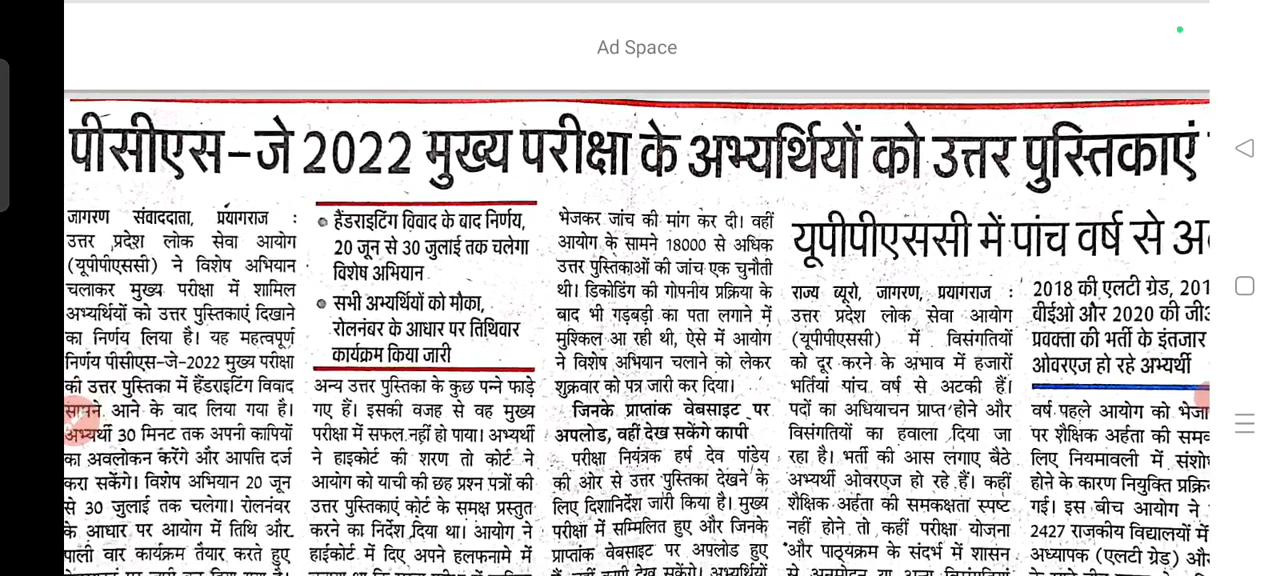 Ad Space
पीसीएस-जे 2022 मुख्य परीक्षा के अभ्यर्थियों को उत्तर पुस्तिकाएं
जागरण संवाददाता, प्रयागराज :
उत्तर प्रदेश लोक सेवा आयोग
(यूपीपीएससी) ने विशेष अभियान
चलाकर मुख्य परीक्षा में शामिल
अभ्यर्थियों को उत्तर पुस्तिकाएं दिखाने
का निर्णय लिया है। यह महत्वपूर्ण
निर्णय पीसीएस-जे-2022 मुख्य परीक्षा
की उत्तर पुस्तिका में हैंडराइटिंग विवाद
सामने आने के बाद लिया गया है।
अभ्यर्थी 30 मिनट तक अपनी कापियों
का अवलोकन करेंगे और आपत्ति दर्ज
करा सकेंगे। विशेष अभियान 20 जून
से 30 जुलाई तक चलेगा। रोलनंबर
के आधार पर आयोग में तिथि और
पाली वार कार्यक्रम तैयार करते हुए
• हैंडराइटिंग विवाद के बाद निर्णय,
20 जून से 30 जुलाई तक चलेगा
विशेष अभियान
• सभी अभ्यर्थियों को मौका,
रोलनंबर के आधार पर तिथिवार
कार्यक्रम किया जारी
अन्य उत्तर पुस्तिका के कुछ पन्ने फाड़े
गए हैं। इसकी वजह से वह मुख्य
परीक्षा में सफल नहीं हो पाया। अभ्यर्थी
ने हाइकोर्ट की शरण तो कोर्ट ने
आयोग को याची की छह प्रश्न पत्रों की
उत्तर पुस्तिकाएं कोर्ट के समक्ष प्रस्तुत
करने का निर्देश दिया था। आयोग ने
हाईकोर्ट में दिए अपने हलफनामे में
भेजकर जांच की मांग कर दी। वहीं
आयोग के सामने 18000 से अधिक
उत्तर पुस्तिकाओं की जांच एक चुनौती
थी। डिकोडिंग की गोपनीय प्रक्रिया के
बाद भी गड़बड़ी का पता लगाने में
मुश्किल आ रही थी, ऐसे में आयोग
ने विशेष अभियान चलाने को लेकर
शुक्रवार को पत्र जारी कर दिया।
जिनके प्राप्तांक वेबसाइट पर
अपलोड, वहीं देख सकेंगे कापी
परीक्षा नियंत्रक हर्ष देव पांडेय
की ओर से उत्तर पुस्तिका देखने के
लिए दिशानिर्देश जारी किया है। मुख्य
परीक्षा में सम्मिलित हुए और जिनके
प्राप्तांक वेबसाइट पर अपलोड हुए
हैं, वहीं कापी देख सकेंगे। अभ्यर्थियों
यूपीपीएससी में पांच वर्ष से
राज्य ब्यूरो, जागरण, प्रयागराज :
उत्तर प्रदेश लोक सेवा आयोग
(यूपीपीएससी) में विसंगतियों
को दूर करने के अभाव में हजारों
भर्तियां पांच वर्ष से अटकी हैं।
पदों का अधियाचन प्राप्त होने और
विसंगतियों का हवाला दिया जा
रहा है। भर्ती की आस लगाए बैठे
अभ्यर्थी ओवरएज हो रहे हैं। कहीं
शैक्षिक अर्हता की समकक्षता स्पष्ट
नहीं होने तो कहीं परीक्षा योजना
और पाठ्यक्रम के संदर्भ में शासन
से अनुमोदन या अन्य विसंगतियां
2018 की एलटी ग्रेड,
वीईओ और 2020 की
प्रवक्ता की भर्ती के इंतजार
ओवरएज हो रहे अभ्यर्थी
वर्ष पहले आयोग को
पर शैक्षिक अर्हता की
लिए नियमावली में
होने के कारण नियुक्ति
गई। इस बीच आयोग ने
2427 राजकीय विद्यालयों में
अध्यापक (एलटी ग्रेड)